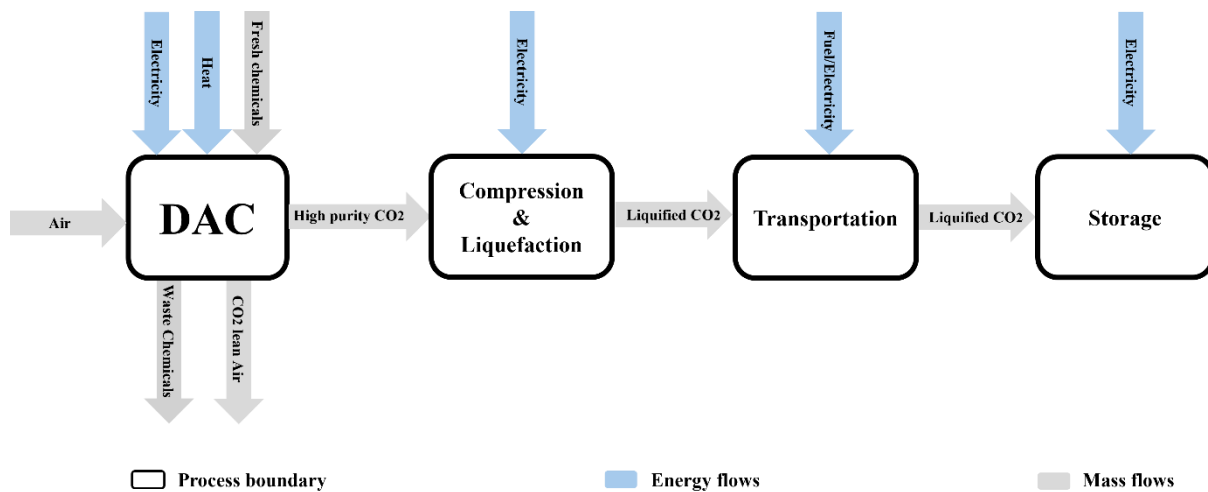 Electricity
Heat
Fresh chemicals
Electricity
Fuel/Electricity
Electricity
Air
DAC
High purity CO2
Compression
&
Liquefaction
Liquified CO2
Transportation
Liquified CO2
Storage
Waste Chemicals
CO2 lean Air
Process boundary
Energy flows
Mass flows